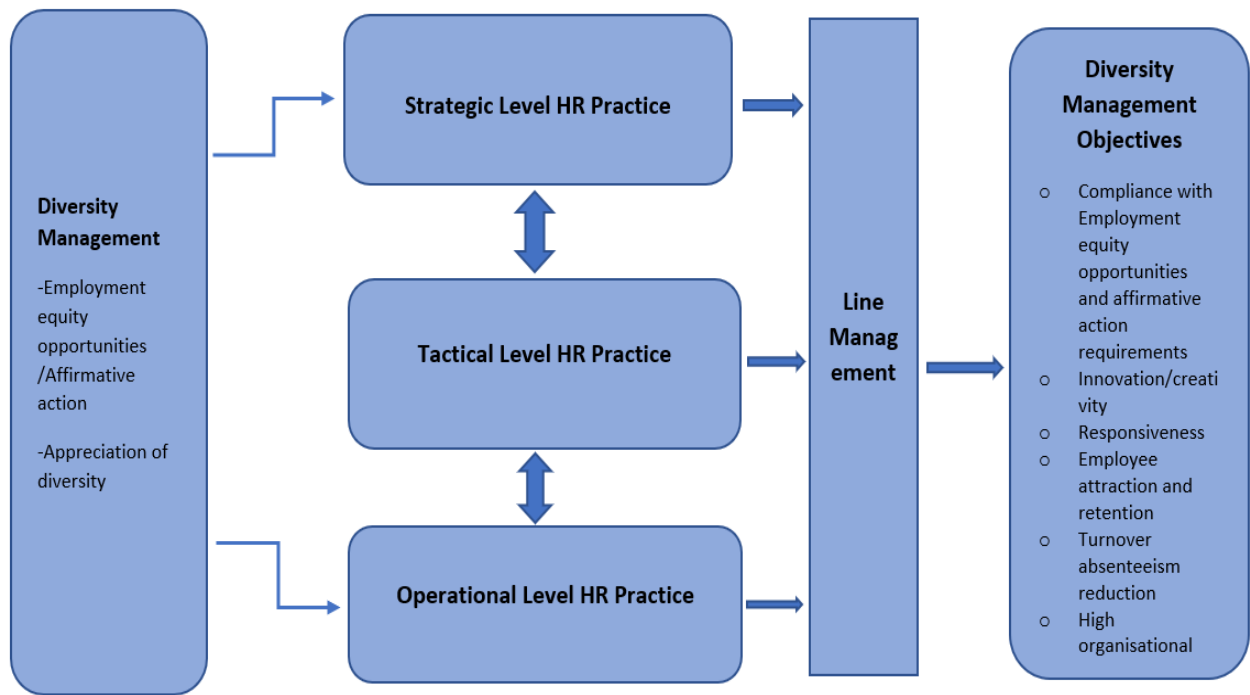 Diversity
Management
-Employment
equity
opportunities
/Affirmative
action
-Appreciation of
diversity
Strategic Level HR Practice
Tactical Level HR Practice
Operational Level HR Practice
Line
Manag
ement
Diversity
Management
Objectives
o Compliance with
Employment
equity
opportunities
and affirmative
action
requirements
o Innovation/creati
vity
o Responsiveness
o Employee
attraction and
retention
o Turnover
absenteeism
reduction
o High
organisational